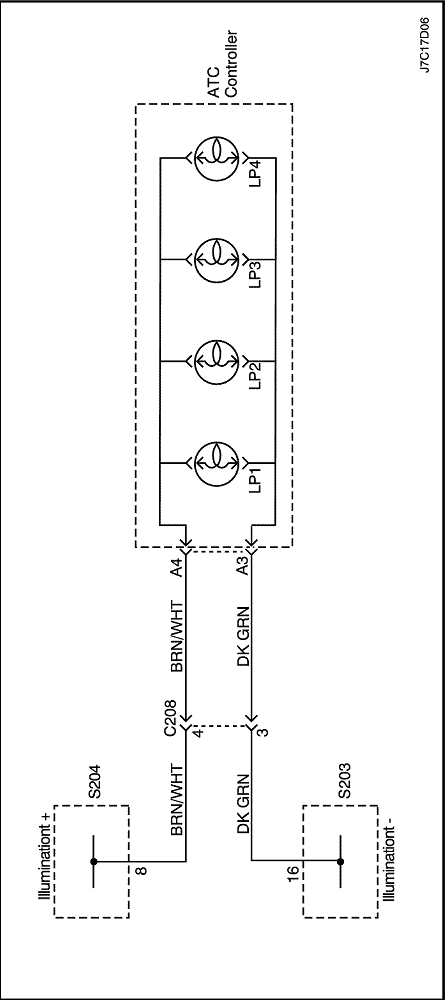 Illuminationt +
S204
8
BRN/WHT
C208
4
BRN/WHT
A4
ATC
Controller
LP1
LP2
LP3
LP4
Illuminationt -
S203
16
DK GRN
3
DK GRN
A3
J7C17D06